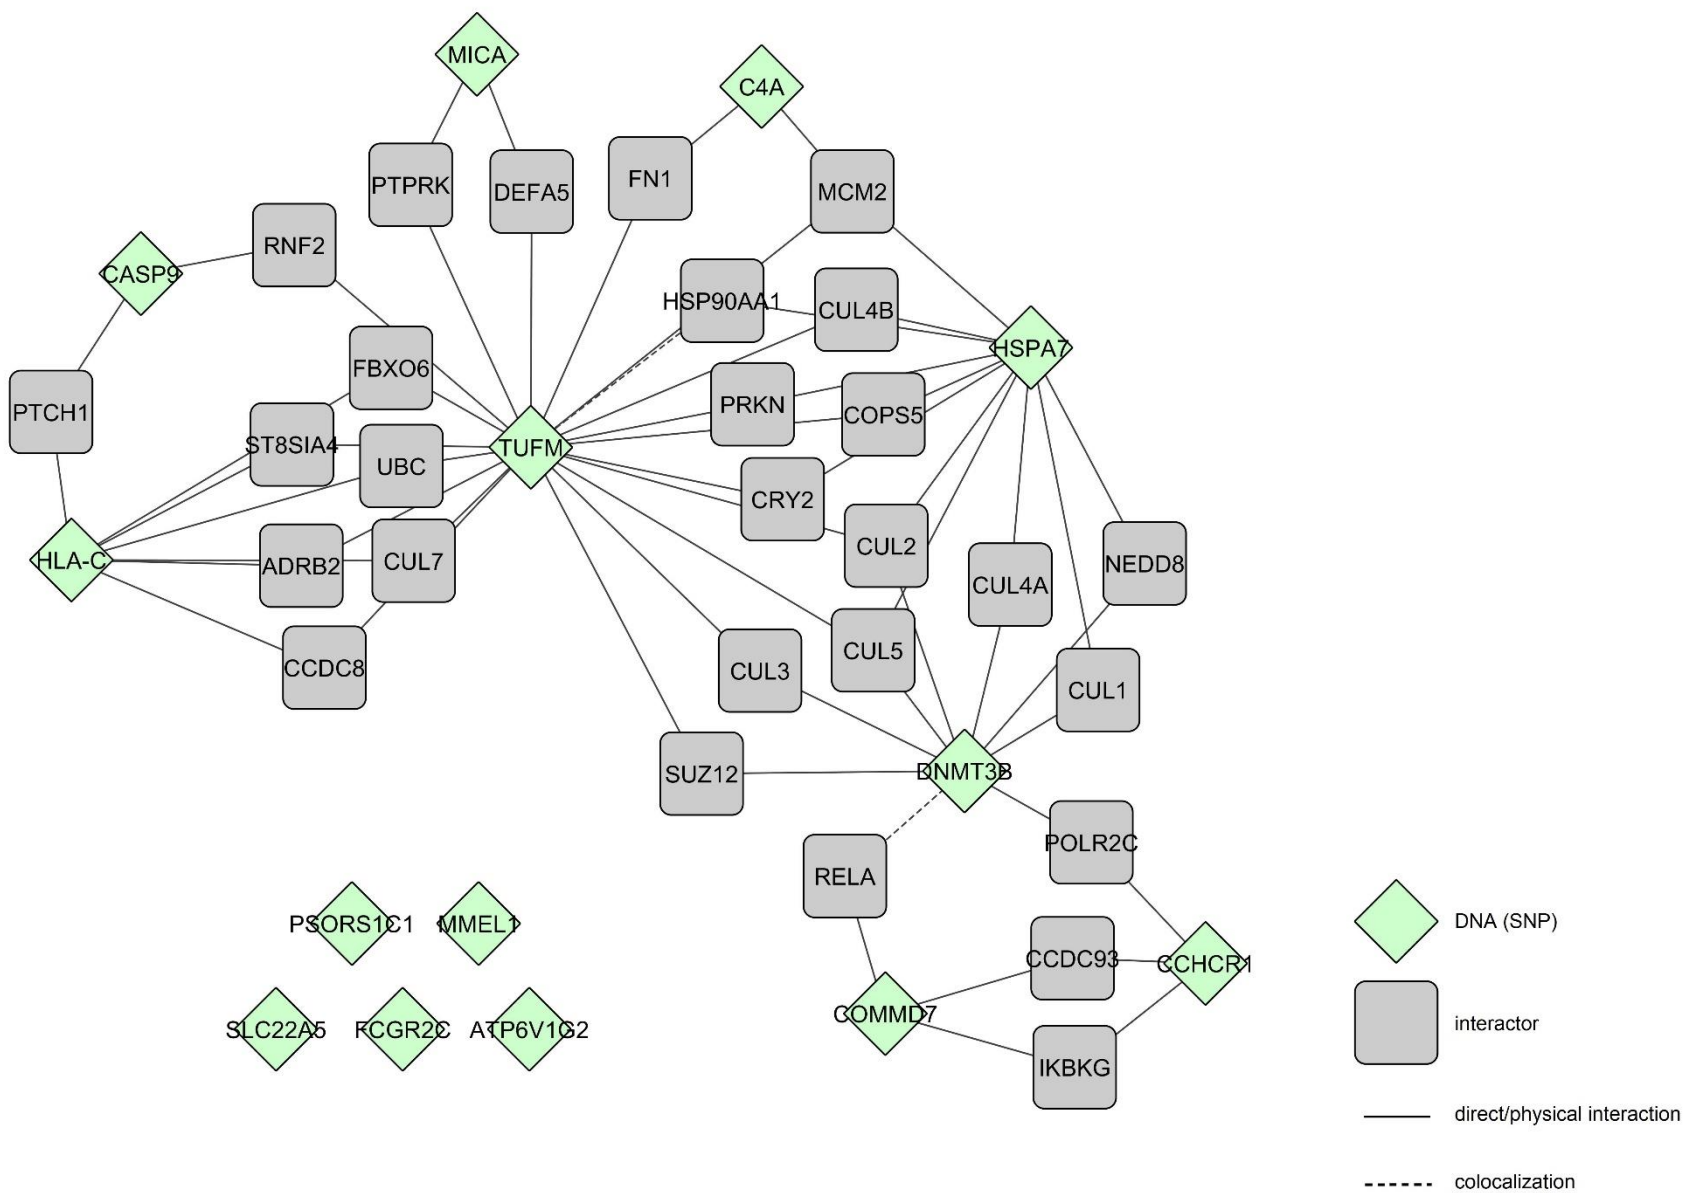 MICA
C4A
PTPRK
DEFA5
FN1
MCM2
RNF2
CASP9
HSP90AA1
CUL4B
HSPA7
FBXO6
PTCH1
PRKN
COPS5
ST8SIA4
TUFM
UBC
CRY2
HLA-C
ADRB2
CUL7
CUL2
CUL4A
NEDD8
CCDC8
CUL3
CUL5
CUL1
SUZ12
DNMT3B
POLR2C
RELA
PSORS1C1
MMEL1
DNA (SNP)
CCDC93
CCHCR1
COMMD7
SLC22A5
FCGR2C
ATP6V1G2
interactor
IKBKG
direct/physical interaction
colocalization